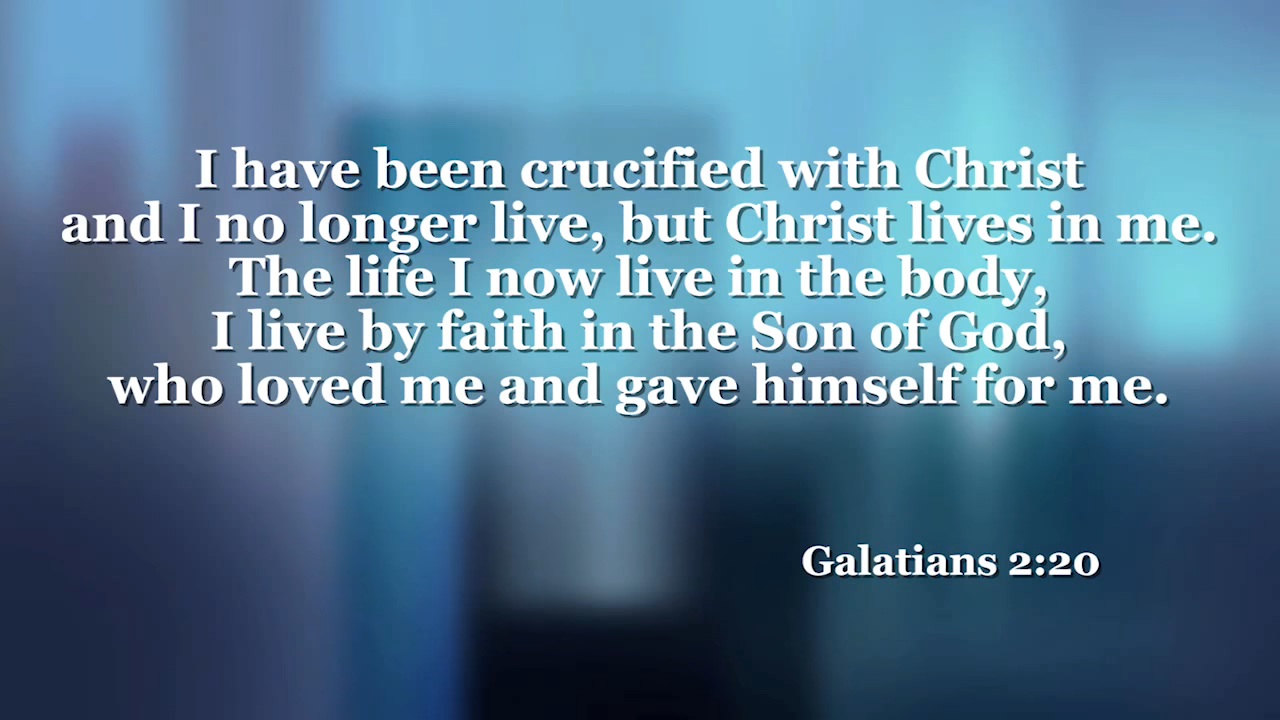 I have been crucified with Christ
and I no longer live, but Christ lives in me.
The life I now live in the body,
I live by faith in the Son of God,
who loved me and gave himself for me.
Galatians 2:20